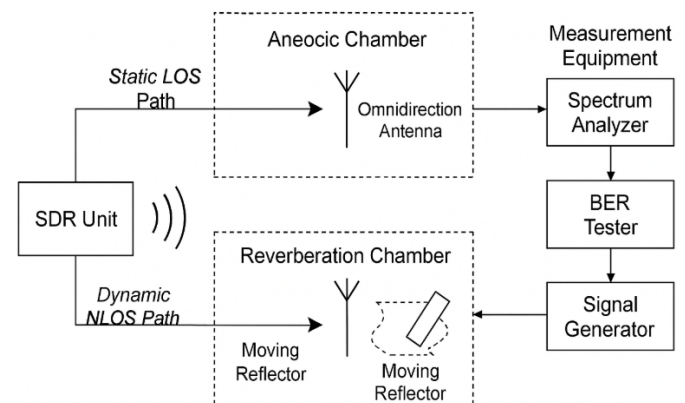 Aneocic Chamber
Measurement
Equipment
Static LOS
Path
Omnidirection
Antenna
Spectrum
Analyzer
SDR Unit
BER
Tester
Reverberation Chamber
Dynamic
NLOS Path
Moving
Reflector
Moving
Reflector
Signal
Generator